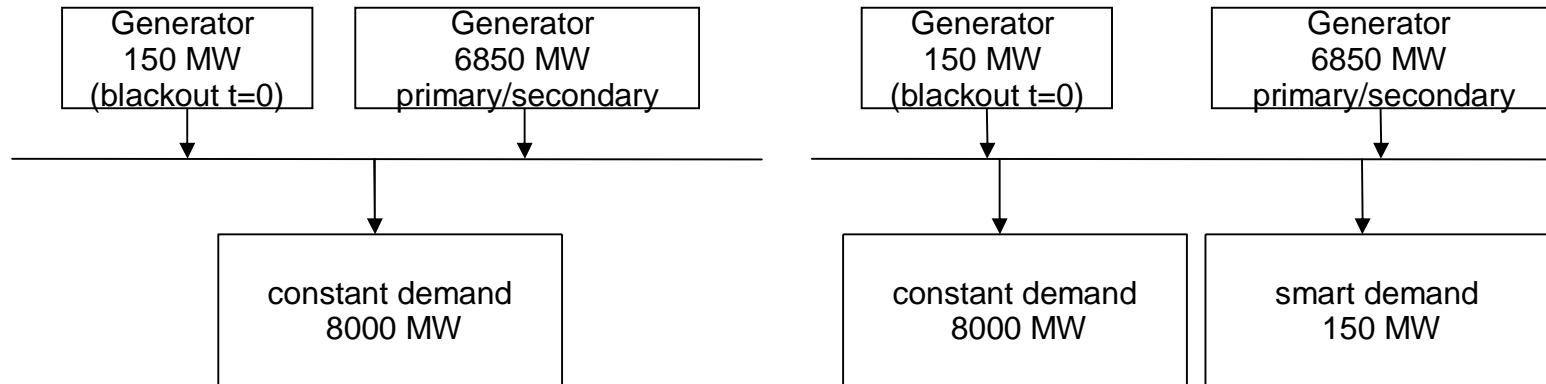 Generator
150 MW
(blackout t=0)
Generator
6850 MW
primary/secondary
constant demand
8000 MW
Generator
150 MW
(blackout t=0)
Generator
6850 MW
primary/secondary
constant demand
8000 MW
smart demand
150 MW